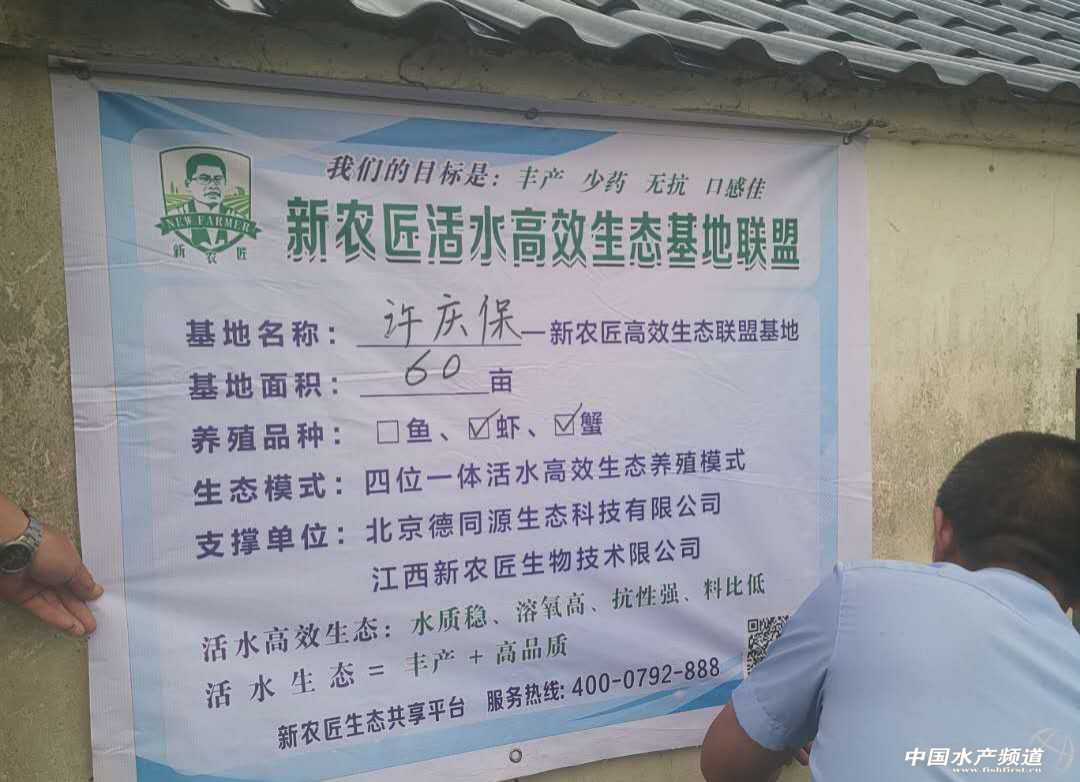 我们的目标是：丰产 少药 无抗 口感佳
NEW FARMER
新农匠
新农匠活水高效生态基地联盟
基地名称：许庆保—新农匠高效生态联盟基地
基地面积：60亩
养殖品种：□鱼、☑虾、☑蟹
生态模式：四位一体活水高效生态养殖模式
支撑单位：北京德同源生态科技有限公司
江西新农匠生物技术限公司
活水高效生态：水质稳、溶氧高、抗性强、料比低
活水生态=丰产+高品质
新农匠生态共享平台 服务热线：400-0792-888
中国水产频道
www.fishfirst.cn